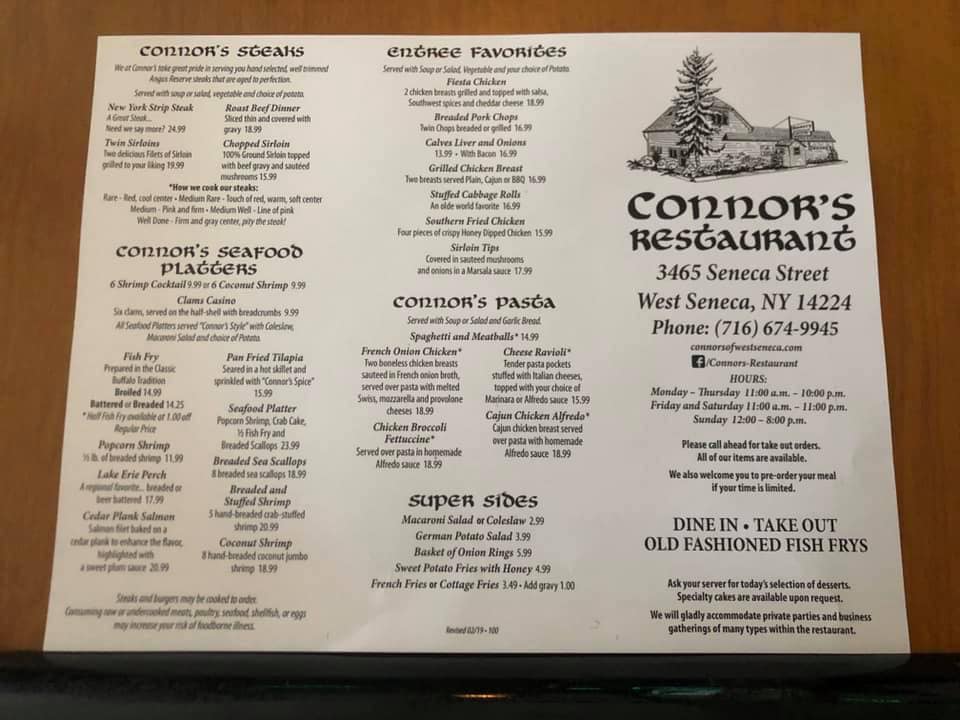 CONNOR'S STEAKS
We at Connor's take great pride in serving you hand selected, well trimmed
Angus Reserve steaks that are aged to perfection.
Served with soup or salad, vegetable and choice of potato.
New York Strip Steak
A Great Steak...
Need we say more? 24.99
Twin Sirloins
Two delicious Filets of Sirloin
grilled to your liking 19.99
Roast Beef Dinner
Sliced thin and covered with
gravy 18.99
Chopped Sirloin
100% Ground Sirloin topped
with beef gravy and sautéed
mushrooms 15.99
*How we cook our steaks:
Rare - Red, cool center • Medium Rare - Touch of red, warm, soft center
Medium - Pink and firm • Medium Well - Line of pink
Well Done - Firm and gray center, pity the steak!
CONNOR'S SEAFOOD
PLATTERS
6 Shrimp Cocktail 9.99 or 6 Coconut Shrimp 9.99
Clams Casino
Six clams, served on the half-shell with breadcrumbs 9.99
All Seafood Platters served "Connor's Style" with Coleslaw,
Macaroni Salad and choice of Potato.
Fish Fry
Prepared in the Classic
Buffalo Tradition
Broiled 14.99
Battered or Breaded 14.25
* Half Fish Fry available at 1.00 off
Regular Price
Popcorn Shrimp
½ lb. of breaded shrimp 11.99
Lake Erie Perch
A regional favorite... breaded or
beer battered 17.99
Cedar Plank Salmon
Salmon filet baked on a
cedar plank to enhance the flavor,
highlighted with
a sweet plum sauce 20.99
Pan Fried Tilapia
Seared in a hot skillet and
sprinkled with "Connor's Spice"
15.99
Seafood Platter
Popcorn Shrimp, Crab Cake,
½ Fish Fry and
Breaded Scallops 23.99
Breaded Sea Scallops
8 breaded sea scallops 18.99
Breaded and
Stuffed Shrimp
5 hand-breaded crab-stuffed
shrimp 20.99
Coconut Shrimp
8 hand-breaded coconut jumbo
shrimp 18.99
Steaks and burgers may be cooked to order.
Consuming raw or undercooked meats, poultry, seafood, shellfish, or eggs
may increase your risk of foodborne illness.
ENTREE FAVORITES
Served with Soup or Salad, Vegetable and your choice of Potato.
Fiesta Chicken
2 chicken breasts grilled and topped with salsa,
Southwest spices and cheddar cheese 18.99
Breaded Pork Chops
Twin Chops breaded or grilled 16.99
Calves Liver and Onions
13.99 • With Bacon 16.99
Grilled Chicken Breast
Two breasts served Plain, Cajun or BBQ 16.99
Stuffed Cabbage Rolls
An olde world favorite 16.99
Southern Fried Chicken
Four pieces of crispy Honey Dipped Chicken 15.99
Sirloin Tips
Covered in sauteed mushrooms
and onions in a Marsala sauce 17.99
CONNOR'S PASTA
Served with Soup or Salad and Garlic Bread.
Spaghetti and Meatballs* 14.99
French Onion Chicken*
Two boneless chicken breasts
sauteed in French onion broth,
served over pasta with melted
Swiss, mozzarella and provolone
cheeses 18.99
Chicken Broccoli
Fettuccine*
Served over pasta in homemade
Alfredo sauce 18.99
Cheese Ravioli*
Tender pasta pockets
stuffed with Italian cheeses,
topped with your choice of
Marinara or Alfredo sauce 15.99
Cajun Chicken Alfredo*
Cajun chicken breast served
over pasta with homemade
Alfredo sauce 18.99
SUPER SIDES
Macaroni Salad or Coleslaw 2.99
German Potato Salad 3.99
Basket of Onion Rings 5.99
Sweet Potato Fries with Honey 4.99
French Fries or Cottage Fries 3.49 • Add gravy 1.00
Revised 02/19 • 100
CONNOR'S
RESTAURANT
3465 Seneca Street
West Seneca, NY 14224
Phone: (716) 674-9945
connorsofwestseneca.com
f/Connors-Restaurant
HOURS:
Monday – Thursday 11:00 a.m. – 10:00 p.m.
Friday and Saturday 11:00 a.m. – 11:00 p.m.
Sunday 12:00 – 8:00 p.m.
Please call ahead for take out orders.
All of our items are available.
We also welcome you to pre-order your meal
if your time is limited.
DINE IN • TAKE OUT
OLD FASHIONED FISH FRYS
Ask your server for today's selection of desserts.
Specialty cakes are available upon request.
We will gladly accommodate private parties and business
gatherings of many types within the restaurant.